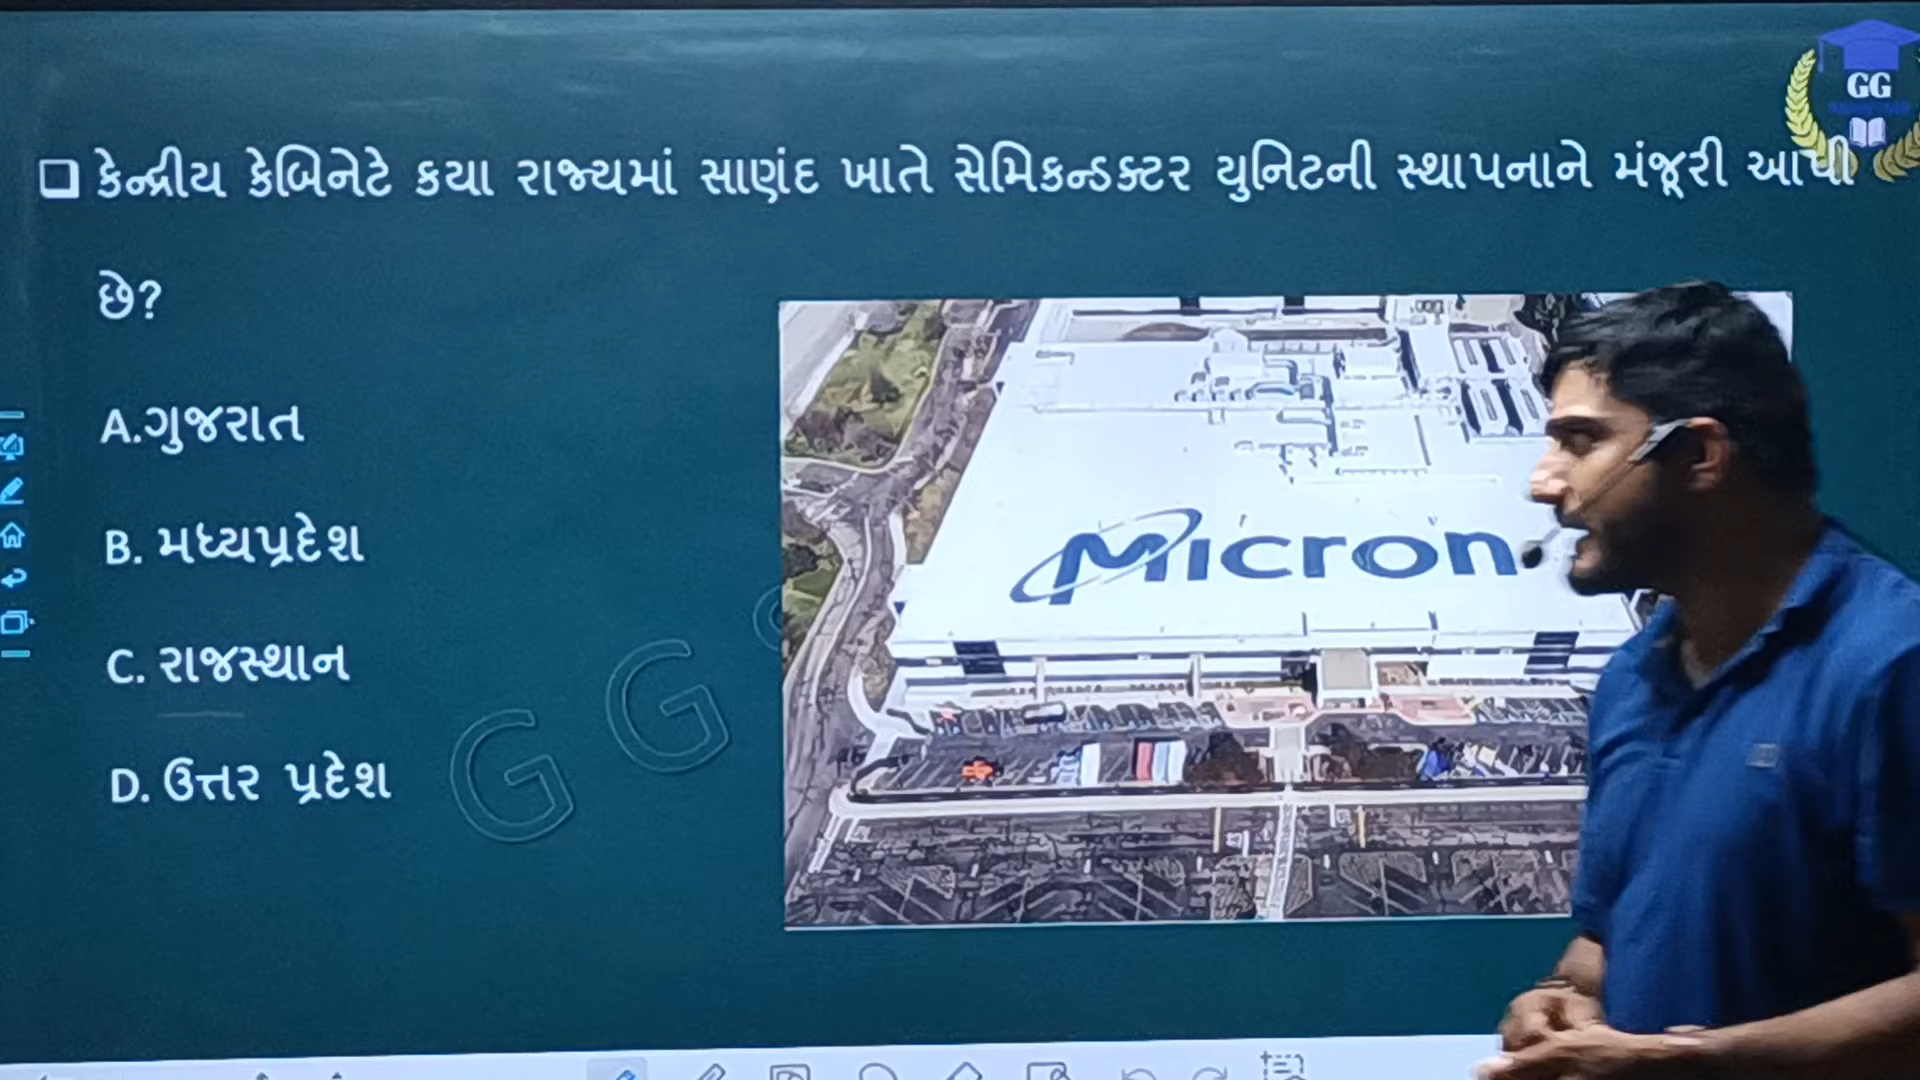 GG
❑ કેન્દ્રીય કેબિનેટે કયા રાજ્યમાં સાણંદ ખાતે સેમિકન્ડક્ટર યુનિટની સ્થાપનાને મંજૂરી આપી
છે?
A.ગુજરાત
B. મધ્યપ્રદેશ
C. રાજસ્થાન
D. ઉત્તર પ્રદેશ
Micron
G G